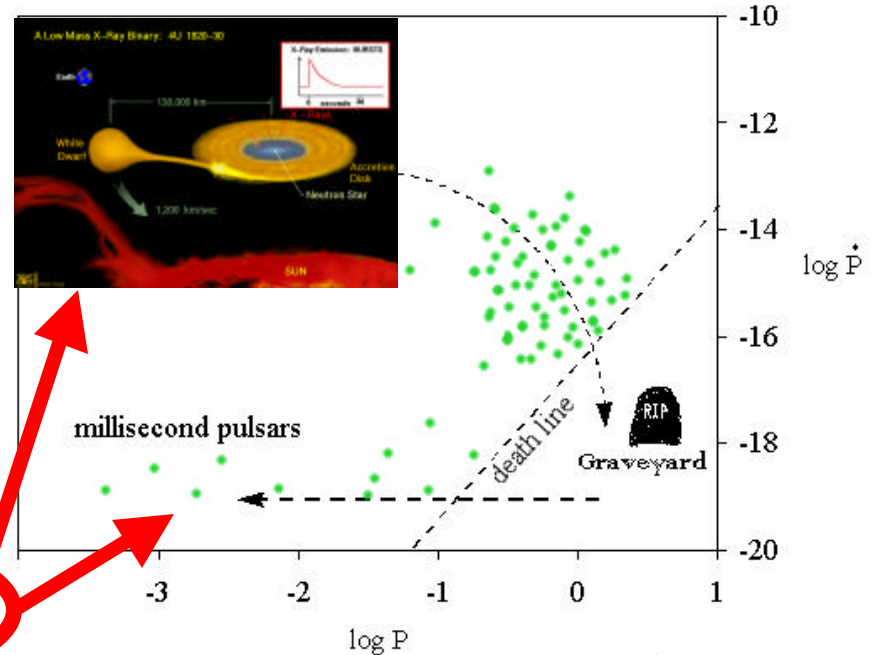 A Low Mass X-Ray Binary: 4U 1820-30
X-Ray Emission: BURSTS
Earth
130,000 km
0 seconds
X-Rays
White
Dwarf
Accretion
Disk
Neutron Star
1,200 km/sec
SUN
-10
-12
-14
log Ṗ
-16
RIP
millisecond pulsars
death line
Graveyard
-18
-20
-3
-2
-1
0
1
log P